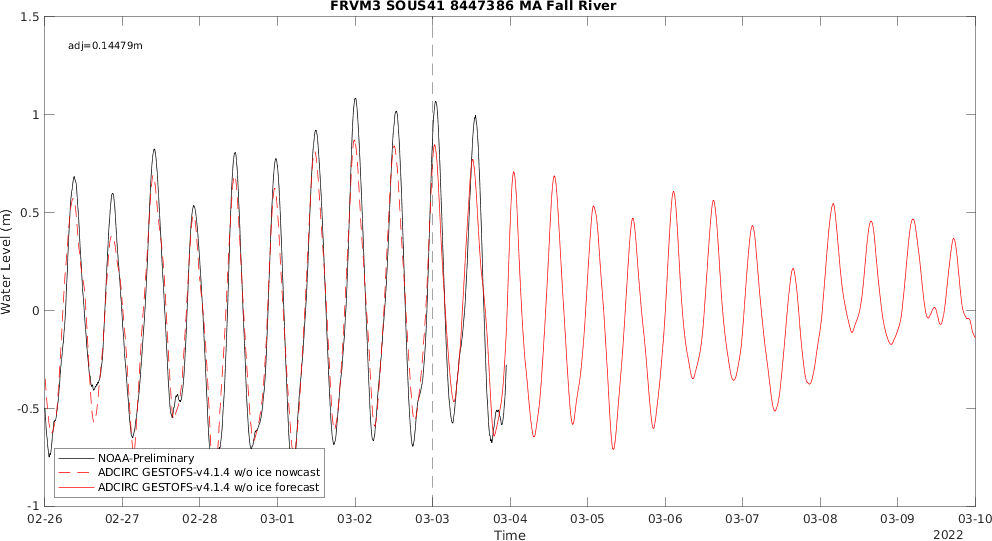 FRVM3 SOUS41 8447386 MA Fall River
adj=0.14479m
1.5
1
0.5
0
-0.5
-1
Water Level (m)
NOAA-Preliminary
ADCIRC GESTOFS-v4.1.4 w/o ice nowcast
ADCIRC GESTOFS-v4.1.4 w/o ice forecast
02-26 02-27 02-28 03-01 03-02 03-03 03-04 03-05 03-06 03-07 03-08 03-09 03-10
Time
2022